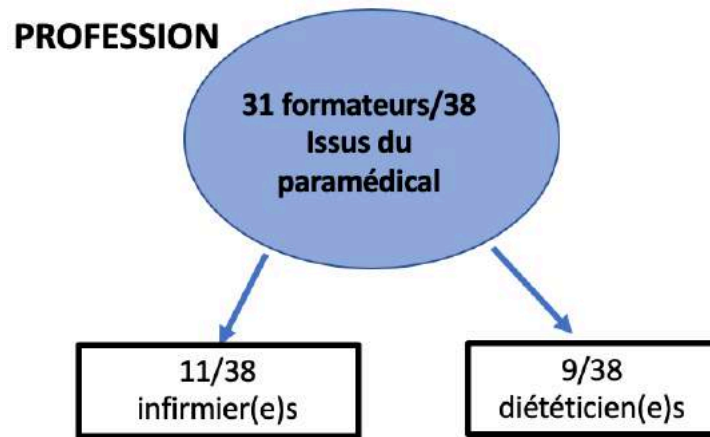 PROFESSION
31 formateurs/38
Issus du
paramédical
11/38
infirmier(e)s
9/38
diététicien(e)s